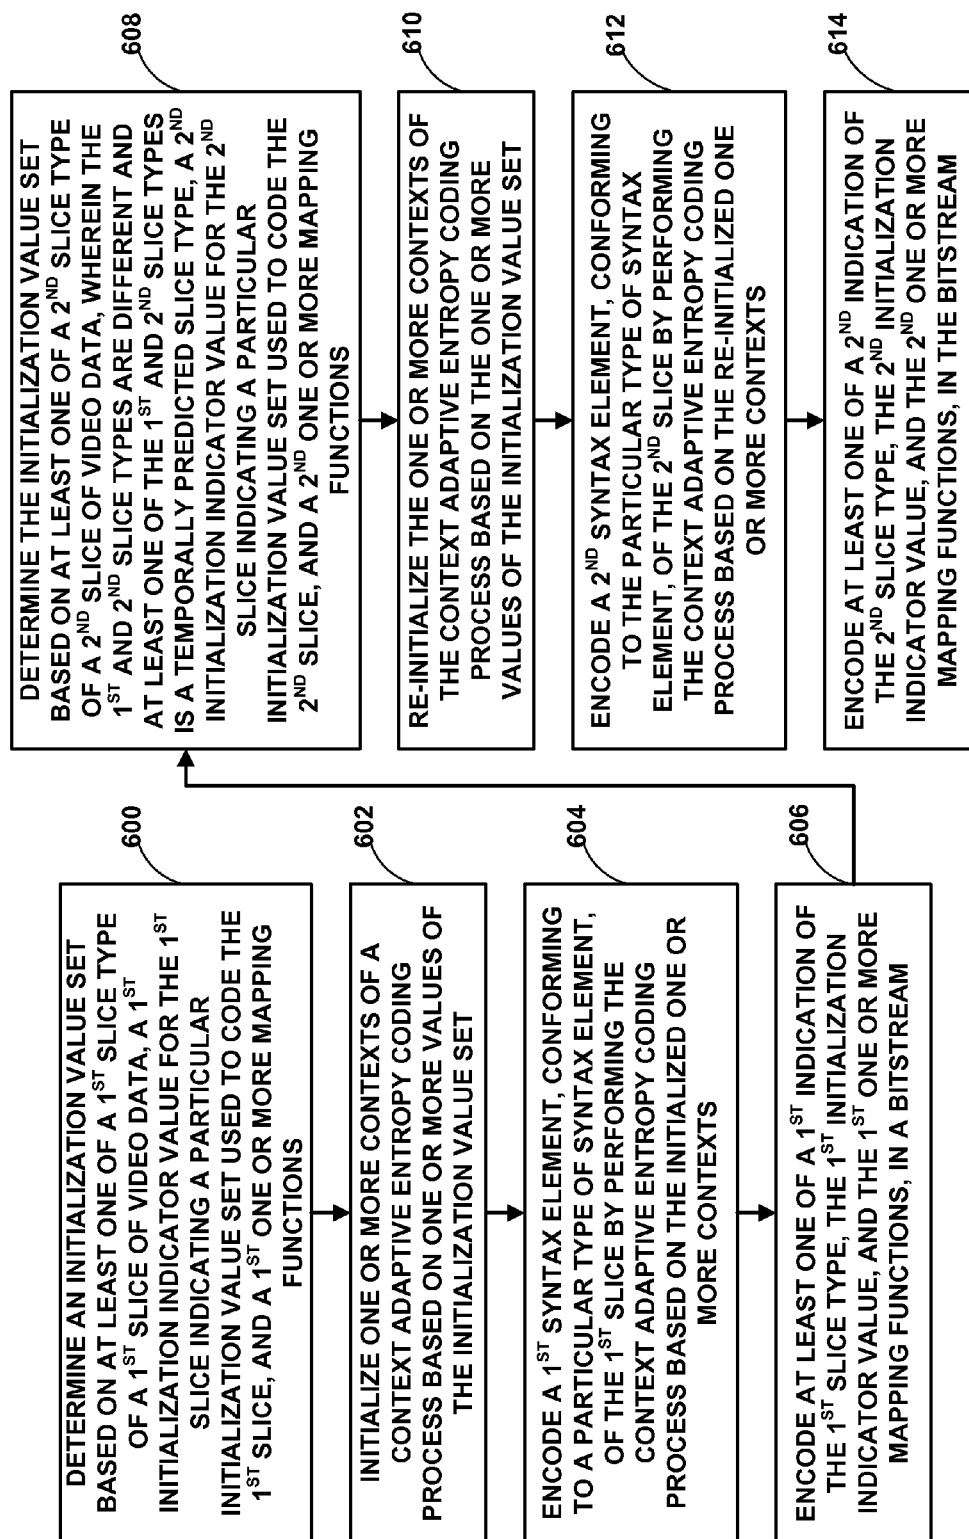 DETERMINE AN INITIALIZATION VALUE SET
BASED ON AT LEAST ONE OF A 1ST SLICE TYPE
OF A 1ST SLICE OF VIDEO DATA, A 1ST
INITIALIZATION INDICATOR VALUE FOR THE 1ST
SLICE INDICATING A PARTICULAR
INITIALIZATION VALUE SET USED TO CODE THE
1ST SLICE, AND A 1ST ONE OR MORE MAPPING
FUNCTIONS
600
INITIALIZE ONE OR MORE CONTEXTS OF A
CONTEXT ADAPTIVE ENTROPY CODING
PROCESS BASED ON ONE OR MORE VALUES OF
THE INITIALIZATION VALUE SET
602
ENCODE A 1ST SYNTAX ELEMENT, CONFORMING
TO A PARTICULAR TYPE OF SYNTAX ELEMENT,
OF THE 1ST SLICE BY PERFORMING THE
CONTEXT ADAPTIVE ENTROPY CODING
PROCESS BASED ON THE INITIALIZED ONE OR
MORE CONTEXTS
604
ENCODE AT LEAST ONE OF A 1ST INDICATION OF
THE 1ST SLICE TYPE, THE 1ST INITIALIZATION
INDICATOR VALUE, AND THE 1ST ONE OR MORE
MAPPING FUNCTIONS, IN A BITSTREAM
606
DETERMINE THE INITIALIZATION VALUE SET
BASED ON AT LEAST ONE OF A 2ND SLICE TYPE
OF A 2ND SLICE OF VIDEO DATA, WHEREIN THE
1ST AND 2ND SLICE TYPES ARE DIFFERENT AND
AT LEAST ONE OF THE 1ST AND 2ND SLICE TYPES
IS A TEMPORALLY PREDICTED SLICE TYPE, A 2ND
INITIALIZATION INDICATOR VALUE FOR THE 2ND
SLICE INDICATING A PARTICULAR
INITIALIZATION VALUE SET USED TO CODE THE
2ND SLICE, AND A 2ND ONE OR MORE MAPPING
FUNCTIONS
608
RE-INITIALIZE THE ONE OR MORE CONTEXTS OF
THE CONTEXT ADAPTIVE ENTROPY CODING
PROCESS BASED ON THE ONE OR MORE
VALUES OF THE INITIALIZATION VALUE SET
610
ENCODE A 2ND SYNTAX ELEMENT, CONFORMING
TO THE PARTICULAR TYPE OF SYNTAX
ELEMENT, OF THE 2ND SLICE BY PERFORMING
THE CONTEXT ADAPTIVE ENTROPY CODING
PROCESS BASED ON THE RE-INITIALIZED ONE
OR MORE CONTEXTS
612
ENCODE AT LEAST ONE OF A 2ND INDICATION OF
THE 2ND SLICE TYPE, THE 2ND INITIALIZATION
INDICATOR VALUE, AND THE 2ND ONE OR MORE
MAPPING FUNCTIONS, IN THE BITSTREAM
614